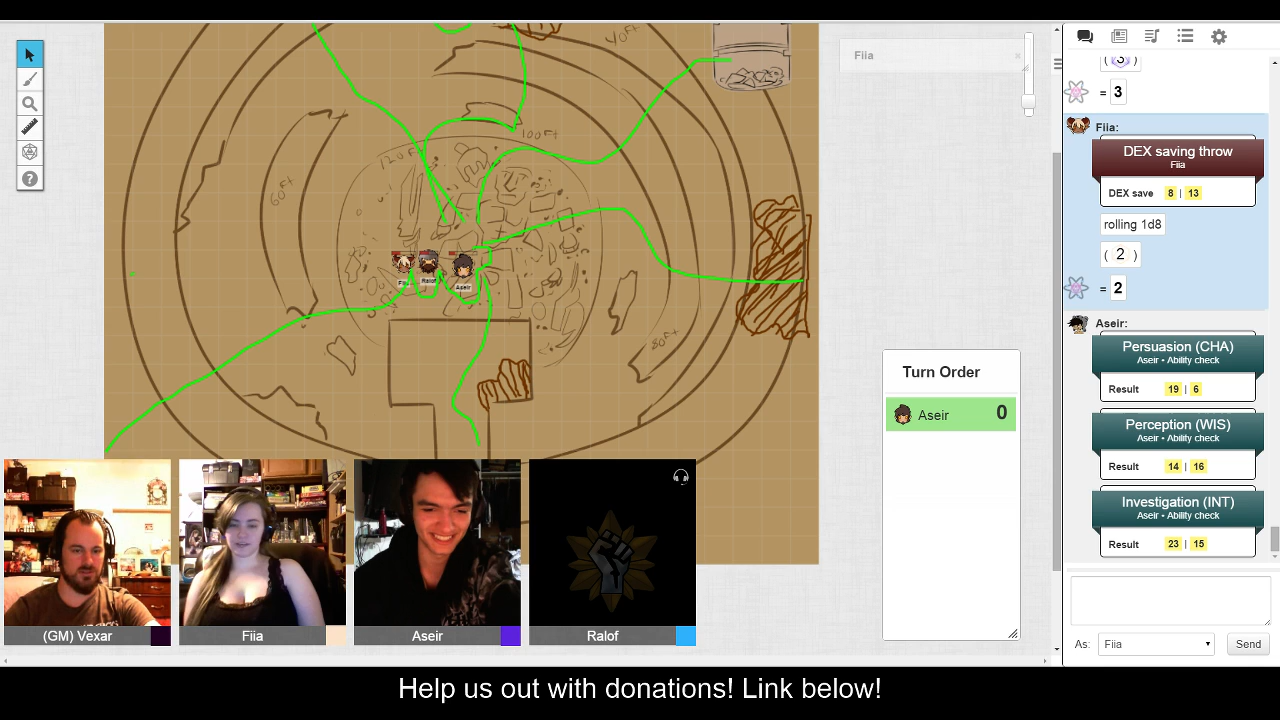 40ft
Fiia
( 3 )
= 3
Fiia:
DEX saving throw
Fiia
DEX save 8 | 13
rolling 1d8
( 2 )
= 2
100ft
120ft
60ft
Fiia
Ralof
Aseir
80ft
Aseir:
Persuasion (CHA)
Aseir • Ability check
Result 19 | 6
Perception (WIS)
Aseir • Ability check
Result 14 | 16
Investigation (INT)
Aseir • Ability check
Result 23 | 15
Turn Order
Aseir 0
(GM) Vexar
Fiia
Aseir
Ralof
As: Fiia
Send
Help us out with donations! Link below!